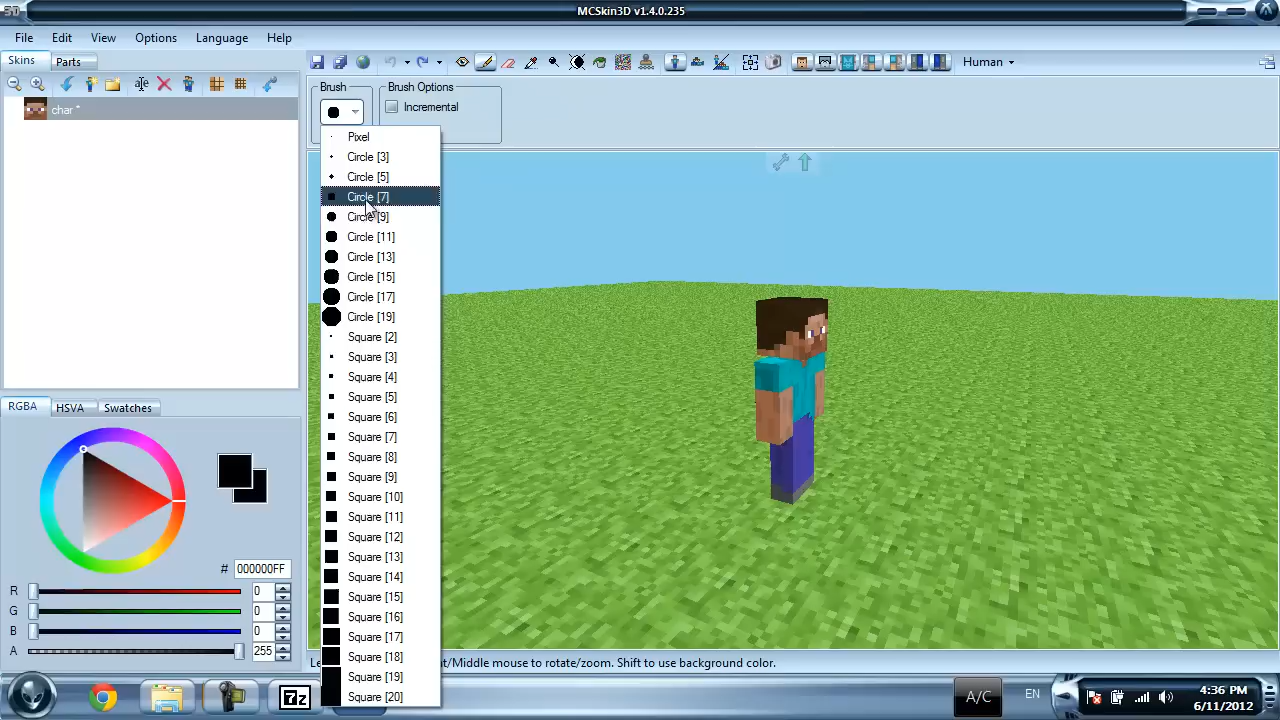 3D
MCSkin3D v1.4.0.235
File Edit View Options Language Help
Skins Parts
Human
char *
Brush
Brush Options
Incremental
Pixel
Circle [3]
Circle [5]
Circle [7]
Circle [9]
Circle [11]
Circle [13]
Circle [15]
Circle [17]
Circle [19]
Square [2]
Square [3]
Square [4]
Square [5]
Square [6]
Square [7]
Square [8]
Square [9]
Square [10]
Square [11]
Square [12]
Square [13]
Square [14]
Square [15]
Square [16]
Square [17]
Square [18]
Square [19]
Square [20]
RGBA HSVA Swatches
# 000000FF
R 0
G 0
B 0
A 255
Le
t/Middle mouse to rotate/zoom. Shift to use background color.
7z
A/C
EN
4:36 PM
6/11/2012